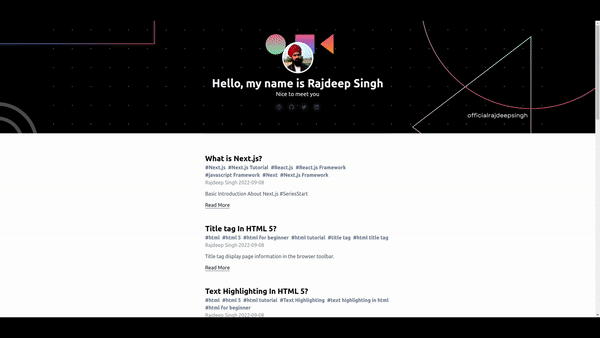 Hello, my name is Rajdeep Singh
Nice to meet you
officialrajdeepsingh
What is Next.js?
#Next.js #Next.js Tutorial #React.js #React.js Framework
#javascript Framework #Next #Next.js Framework
Rajdeep Singh 2022-09-08
Basic Introduction About Next.js #SeriesStart
Read More
Title tag In HTML 5?
#html #html 5 #html for beginner #html tutorial #title tag #html title tag
Rajdeep Singh 2022-09-08
Title tag display page information in the browser toolbar.
Read More
Text Highlighting In HTML 5?
#html #html 5 #html tutorial #Text Highlighting #text highlighting in html
#html for beginner
Rajdeep Singh 2022-09-08